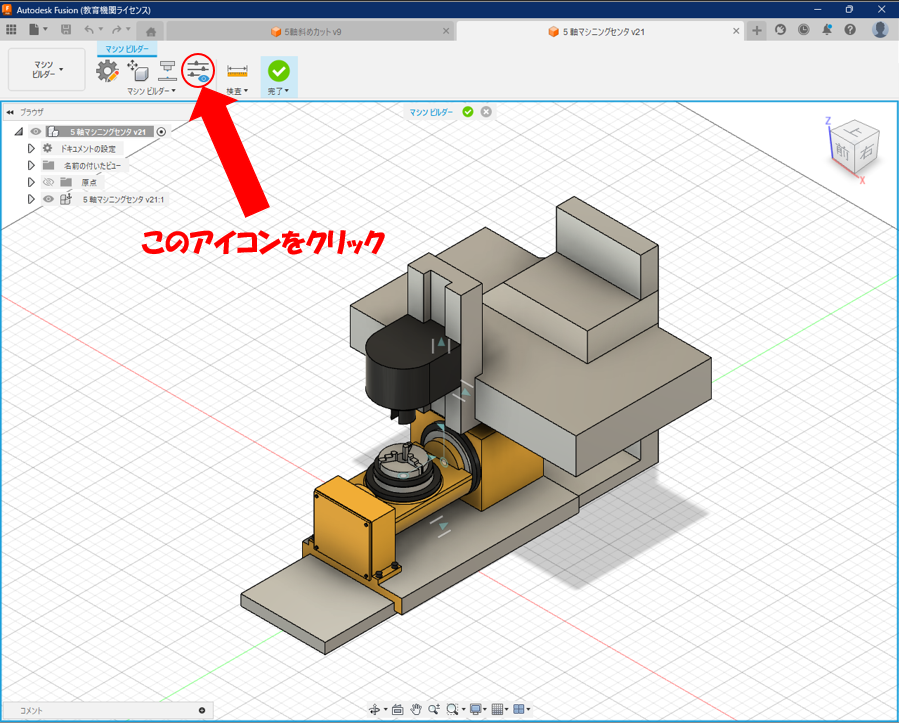 Autodesk Fusion (教育機関ライセンス)
5軸斜めカット v9
5 軸マシニングセンタ v21
マシン ビルダー
マシン
ビルダー
マシン ビルダー
検査
完了
ブラウザ
マシン ビルダー
5 軸マシニングセンタ v21
ドキュメントの設定
名前の付いたビュー
原点
5 軸マシニングセンタ v21:1
Z
上
前
右
X
このアイコンをクリック
コメント